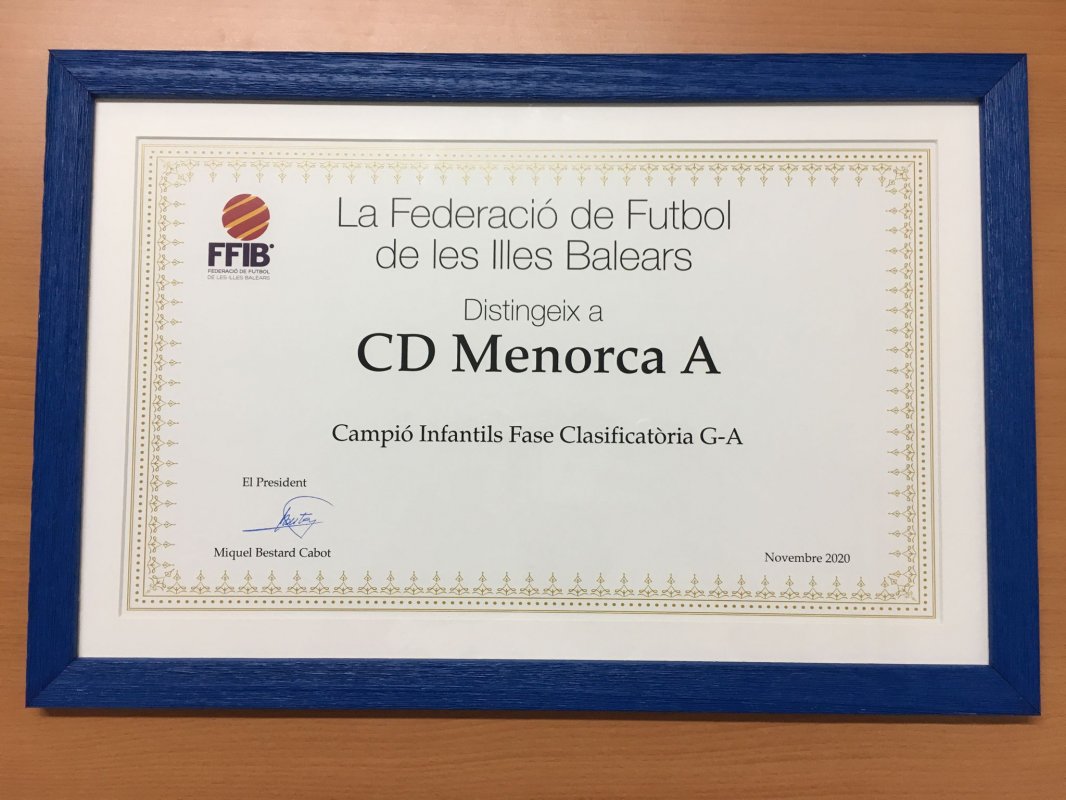 FFIB
FEDERACIÓ DE FUTBOL
DE LES ILLES BALEARS
La Federació de Futbol
de les Illes Balears
Distingeix a
CD Menorca A
Campió Infantils Fase Clasificatòria G-A
El President
Miquel Bestard Cabot
Novembre 2020